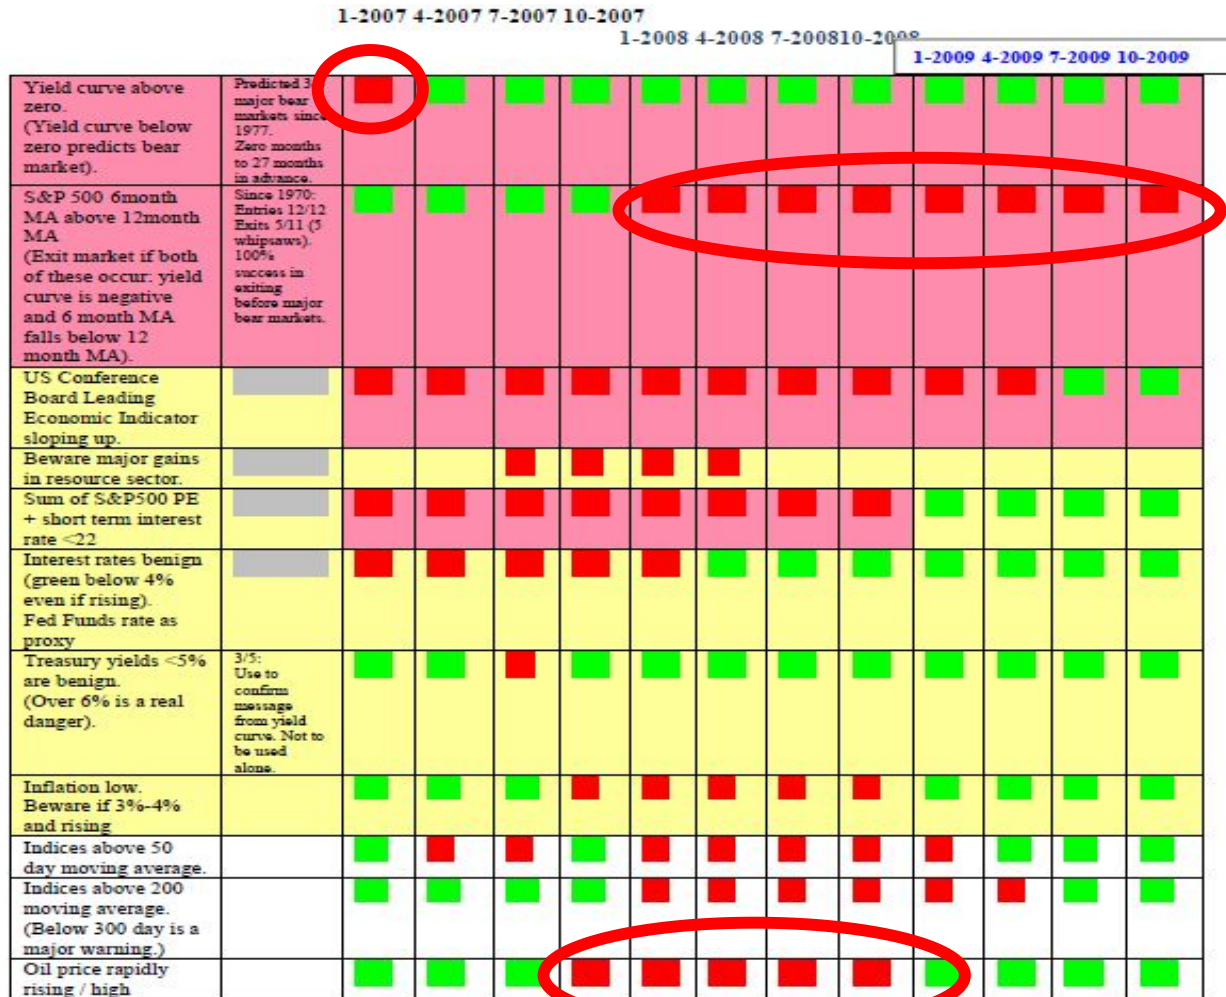 1-2007 4-2007 7-2007 10-2007
1-2008 4-2008 7-200810-2008
1-2009 4-2009 7-2009 10-2009
Yield curve above
zero.
(Yield curve below
zero predicts bear
market).
Predicted 3
major bear
markets since
1977.
Zero months
to 27 months
in advance.
S&P 500 6month
MA above 12month
MA
(Exit market if both
of these occur: yield
curve is negative
and 6 month MA
falls below 12
month MA).
Since 1970:
Entries 12/12
Exits 5/11 (5
whipsaws).
100%
success in
exiting
before major
bear markets.
US Conference
Board Leading
Economic Indicator
sloping up.
Beware major gains
in resource sector.
Sum of S&P500 PE
+ short term interest
rate <22
Interest rates benign
(green below 4%
even if rising).
Fed Funds rate as
proxy
Treasury yields <5%
are benign.
(Over 6% is a real
danger).
3/5:
Use to
confirm
message
from yield
curve. Not to
be used
alone.
Inflation low.
Beware if 3%-4%
and rising
Indices above 50
day moving average.
Indices above 200
moving average.
(Below 300 day is a
major warning.)
Oil price rapidly
rising / high